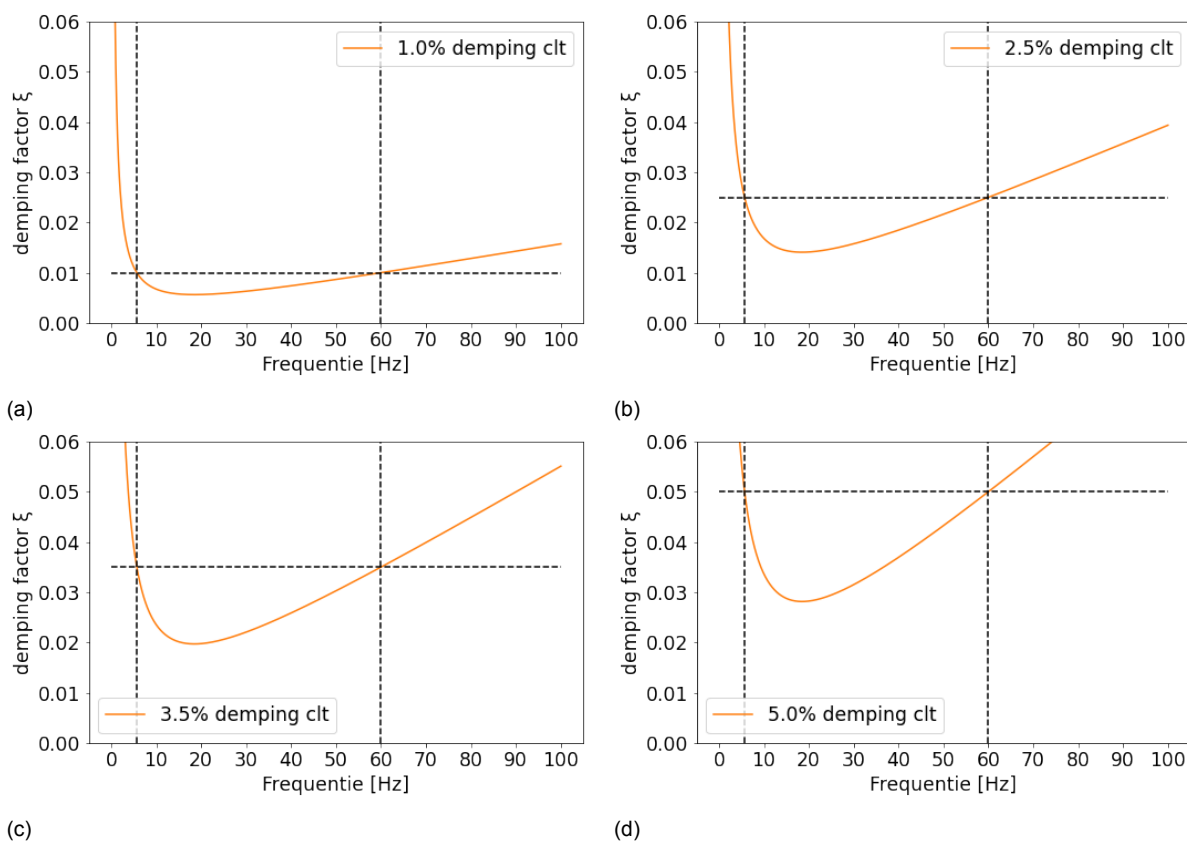 0.06
0.05
0.04
0.03
0.02
0.01
0.00
demping factor ξ
1.0% demping clt
0 10 20 30 40 50 60 70 80 90 100
Frequentie [Hz]
(a)
0.06
0.05
0.04
0.03
0.02
0.01
0.00
demping factor ξ
2.5% demping clt
0 10 20 30 40 50 60 70 80 90 100
Frequentie [Hz]
(b)
0.06
0.05
0.04
0.03
0.02
0.01
0.00
demping factor ξ
3.5% demping clt
0 10 20 30 40 50 60 70 80 90 100
Frequentie [Hz]
(c)
0.06
0.05
0.04
0.03
0.02
0.01
0.00
demping factor ξ
5.0% demping clt
0 10 20 30 40 50 60 70 80 90 100
Frequentie [Hz]
(d)